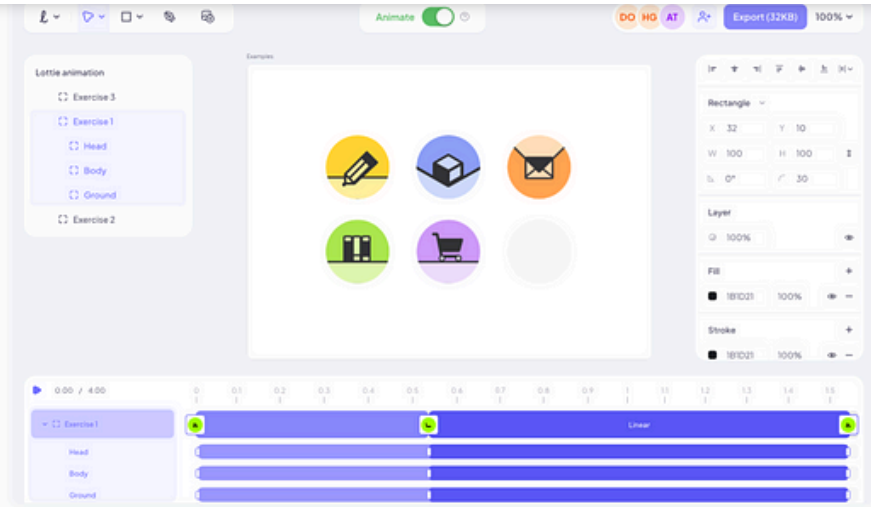 Animate
DO HG AT
Export (32KB)
100%
Examples
Lottie animation
Exercise 3
Exercise 1
Head
Body
Ground
Exercise 2
Rectangle
X 32 Y 10
W 100 H 100
0° 30
Layer
100%
Fill +
1B1D21 100% −
Stroke +
1B1D21 100% −
0:00 / 4:00
0 0.1 0.2 0.3 0.4 0.5 0.6 0.7 0.8 0.9 1 1.1 1.2 1.3 1.4 1.5
Exercise 1
Linear
Head
Body
Ground